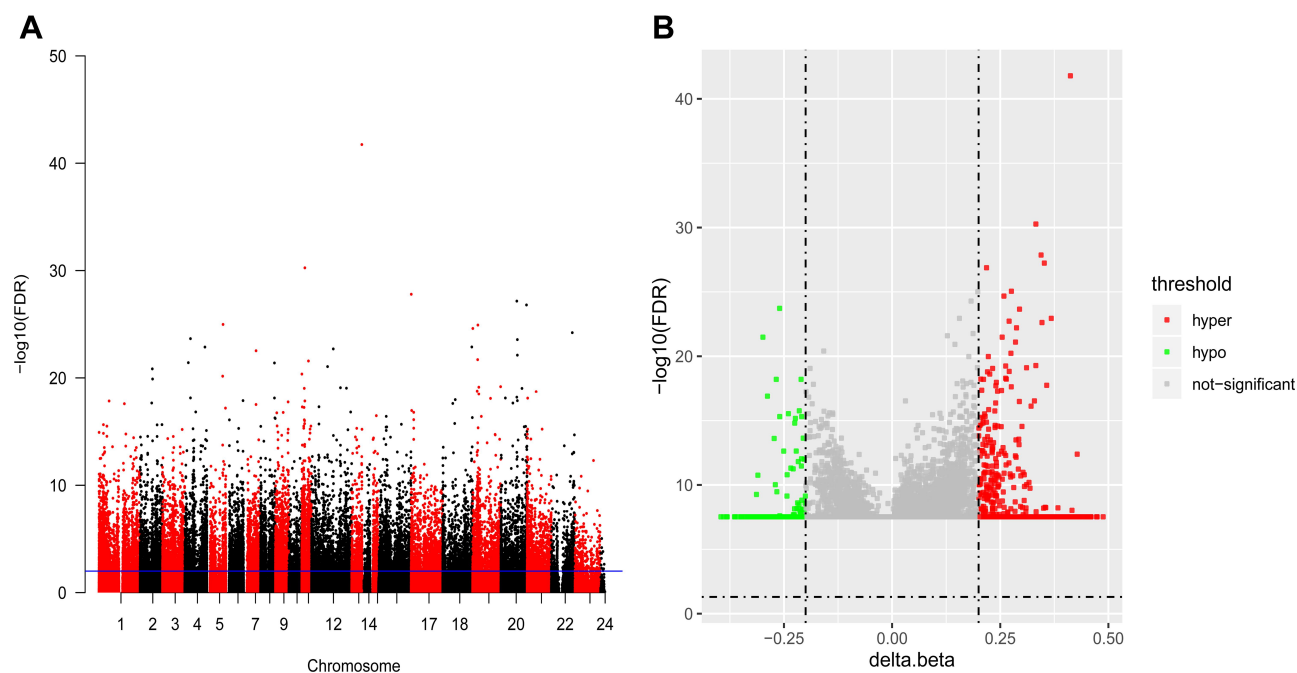 A
50
40
30
20
10
0
−log10(FDR)
1 2 3 4 5 7 9 12 14 17 18 20 22 24
Chromosome
B
40
30
20
10
0
−log10(FDR)
−0.25 0.00 0.25 0.50
delta.beta
threshold
hyper
hypo
not−significant